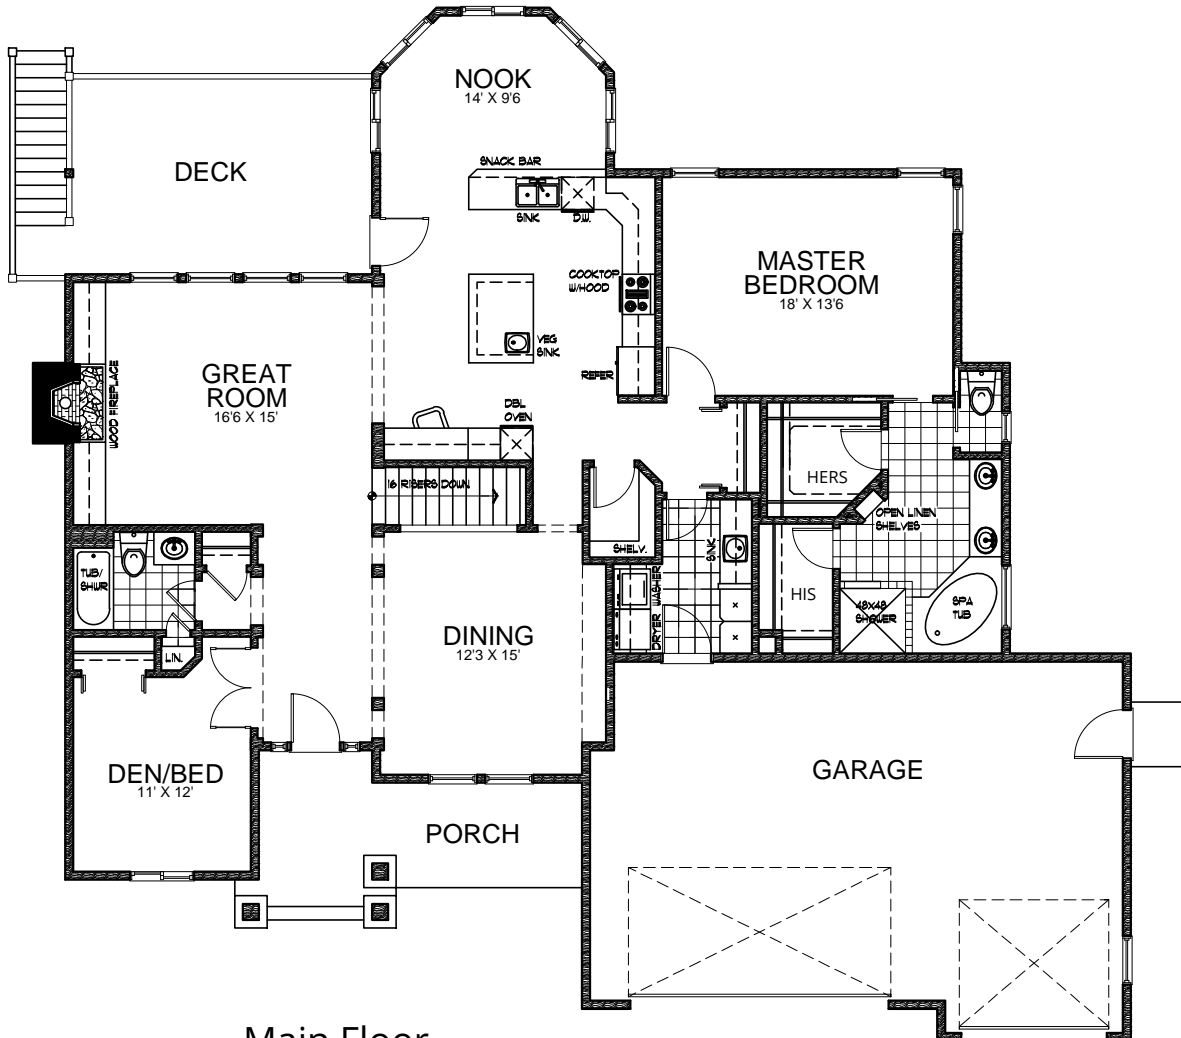 NOOK
14' X 9'6
DECK
SNACK BAR
SINK
D.W.
MASTER
BEDROOM
18' X 13'6
COOKTOP
W/HOOD
VEG
SINK
REFER
GREAT
ROOM
16'6 X 15'
WOOD FIREPLACE
DBL
OVEN
16 RISERS DOWN
HERS
OPEN LINEN
SHELVES
SHELV.
SINK
TUB/
SHWR
WASHER
DRYER
HIS
48x48
SHOWER
SPA
TUB
LIN.
DINING
12'3 X 15'
DEN/BED
11' X 12'
GARAGE
PORCH
Main Floor